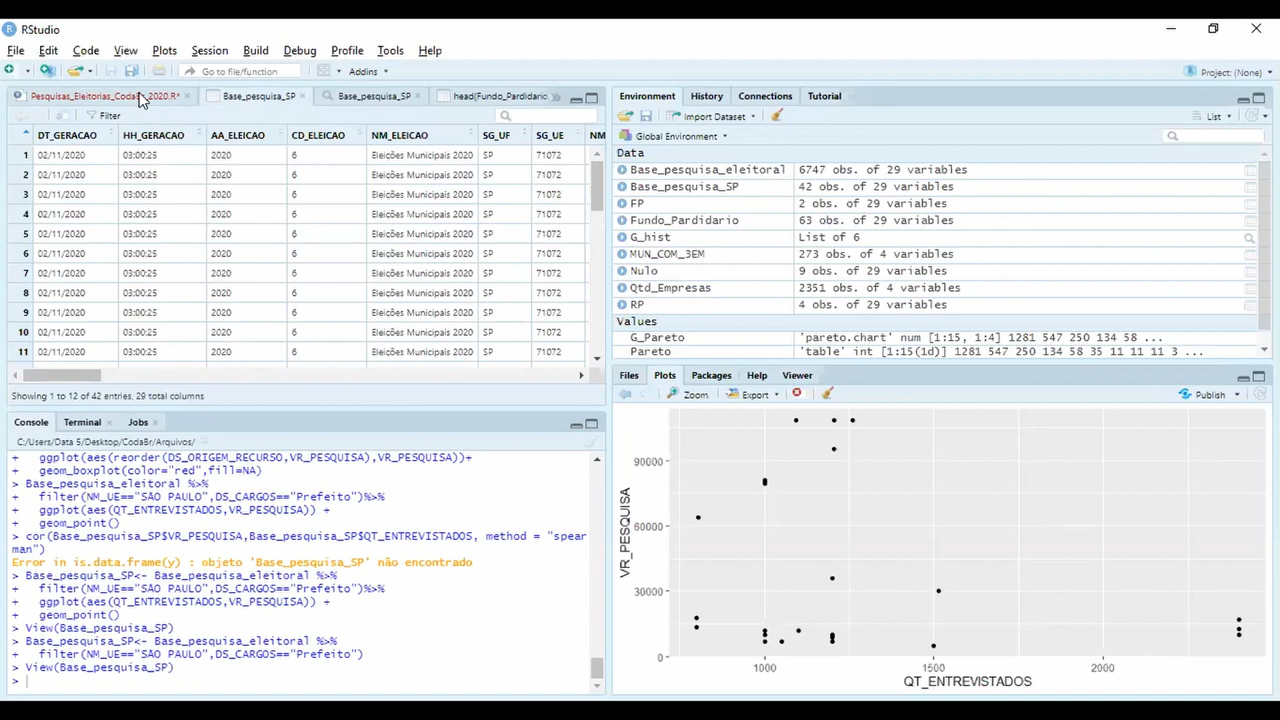 RStudio
File Edit Code View Plots Session Build Debug Profile Tools Help
Go to file/function Addins Project: (None)
Pesquisas_Eleitorias_CodaBr_2020.R* Base_pesquisa_SP Base_pesquisa_SP head(Fundo_Pardidario
Filter
DT_GERACAO HH_GERACAO AA_ELEICAO CD_ELEICAO NM_ELEICAO SG_UF SG_UE NM
1 02/11/2020 03:00:25 2020 6 Eleições Municipais 2020 SP 71072
2 02/11/2020 03:00:25 2020 6 Eleições Municipais 2020 SP 71072
3 02/11/2020 03:00:25 2020 6 Eleições Municipais 2020 SP 71072
4 02/11/2020 03:00:25 2020 6 Eleições Municipais 2020 SP 71072
5 02/11/2020 03:00:25 2020 6 Eleições Municipais 2020 SP 71072
6 02/11/2020 03:00:25 2020 6 Eleições Municipais 2020 SP 71072
7 02/11/2020 03:00:25 2020 6 Eleições Municipais 2020 SP 71072
8 02/11/2020 03:00:25 2020 6 Eleições Municipais 2020 SP 71072
9 02/11/2020 03:00:25 2020 6 Eleições Municipais 2020 SP 71072
10 02/11/2020 03:00:25 2020 6 Eleições Municipais 2020 SP 71072
11 02/11/2020 03:00:25 2020 6 Eleições Municipais 2020 SP 71072
Showing 1 to 12 of 42 entries, 29 total columns
Console Terminal Jobs
C:/Users/Data 5/Desktop/CodaBr/Arquivos/
+ ggplot(aes(reorder(DS_ORIGEM_RECURSO,VR_PESQUISA),VR_PESQUISA))+
+ geom_boxplot(color="red",fill=NA)
> Base_pesquisa_eleitoral %>%
+ filter(NM_UE=="SÃO PAULO",DS_CARGOS=="Prefeito")%>%
+ ggplot(aes(QT_ENTREVISTADOS,VR_PESQUISA)) +
+ geom_point()
> cor(Base_pesquisa_SP$VR_PESQUISA,Base_pesquisa_SP$QT_ENTREVISTADOS, method = "spear
man")
Error in is.data.frame(y) : objeto 'Base_pesquisa_SP' não encontrado
> Base_pesquisa_SP<- Base_pesquisa_eleitoral %>%
+ filter(NM_UE=="SÃO PAULO",DS_CARGOS=="Prefeito")%>%
+ ggplot(aes(QT_ENTREVISTADOS,VR_PESQUISA)) +
+ geom_point()
> View(Base_pesquisa_SP)
> Base_pesquisa_SP<- Base_pesquisa_eleitoral %>%
+ filter(NM_UE=="SÃO PAULO",DS_CARGOS=="Prefeito")
> View(Base_pesquisa_SP)
>
Environment History Connections Tutorial
Import Dataset List
Global Environment
Data
Base_pesquisa_eleitoral 6747 obs. of 29 variables
Base_pesquisa_SP 42 obs. of 29 variables
FP 2 obs. of 29 variables
Fundo_Pardidario 63 obs. of 29 variables
G_hist List of 6
MUN_COM_3EM 273 obs. of 4 variables
Nulo 9 obs. of 29 variables
Qtd_Empresas 2351 obs. of 4 variables
RP 4 obs. of 29 variables
Values
G_Pareto 'pareto.chart' num [1:15, 1:4] 1281 547 250 134 58 ...
Pareto 'table' int [1:15(1d)] 1281 547 250 134 58 35 11 11 11 3 ...
Files Plots Packages Help Viewer
Zoom Export Publish
VR_PESQUISA
90000
60000
30000
0
1000 1500 2000
QT_ENTREVISTADOS